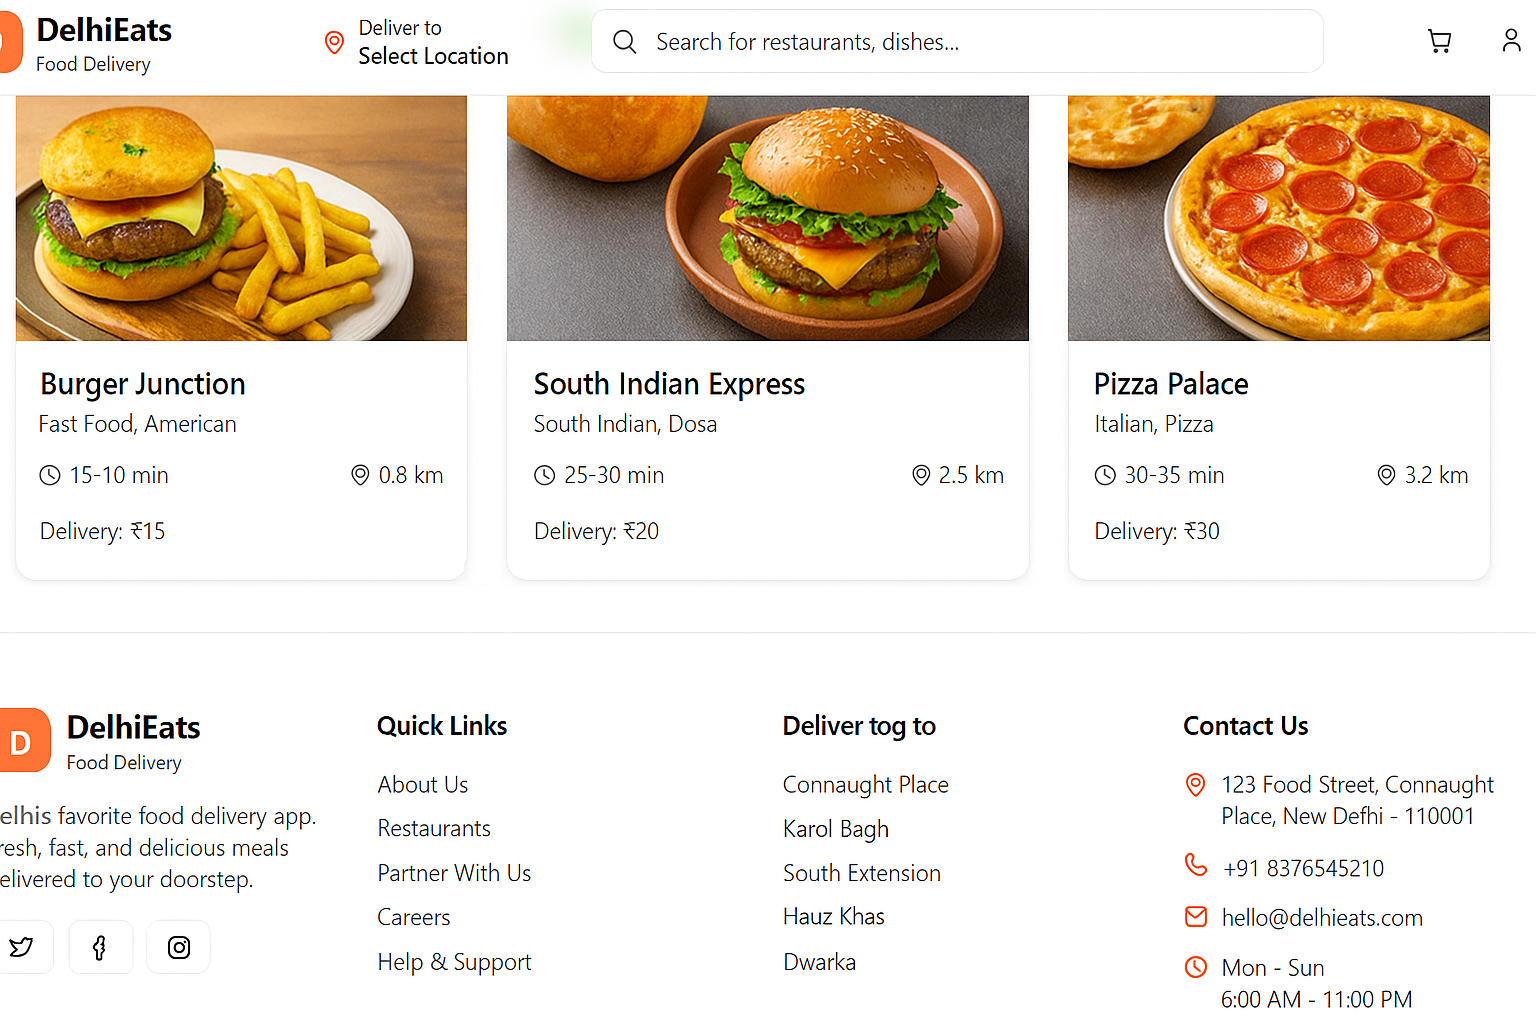 DelhiEats
Food Delivery
Deliver to
Select Location
Search for restaurants, dishes...
Burger Junction
Fast Food, American
15-10 min
0.8 km
Delivery: ₹15
South Indian Express
South Indian, Dosa
25-30 min
2.5 km
Delivery: ₹20
Pizza Palace
Italian, Pizza
30-35 min
3.2 km
Delivery: ₹30
D
DelhiEats
Food Delivery
elhis favorite food delivery app.
resh, fast, and delicious meals
elivered to your doorstep.
Quick Links
About Us
Restaurants
Partner With Us
Careers
Help & Support
Deliver tog to
Connaught Place
Karol Bagh
South Extension
Hauz Khas
Dwarka
Contact Us
123 Food Street, Connaught
Place, New Defhi - 110001
+91 8376545210
hello@delhieats.com
Mon - Sun
6:00 AM - 11:00 PM